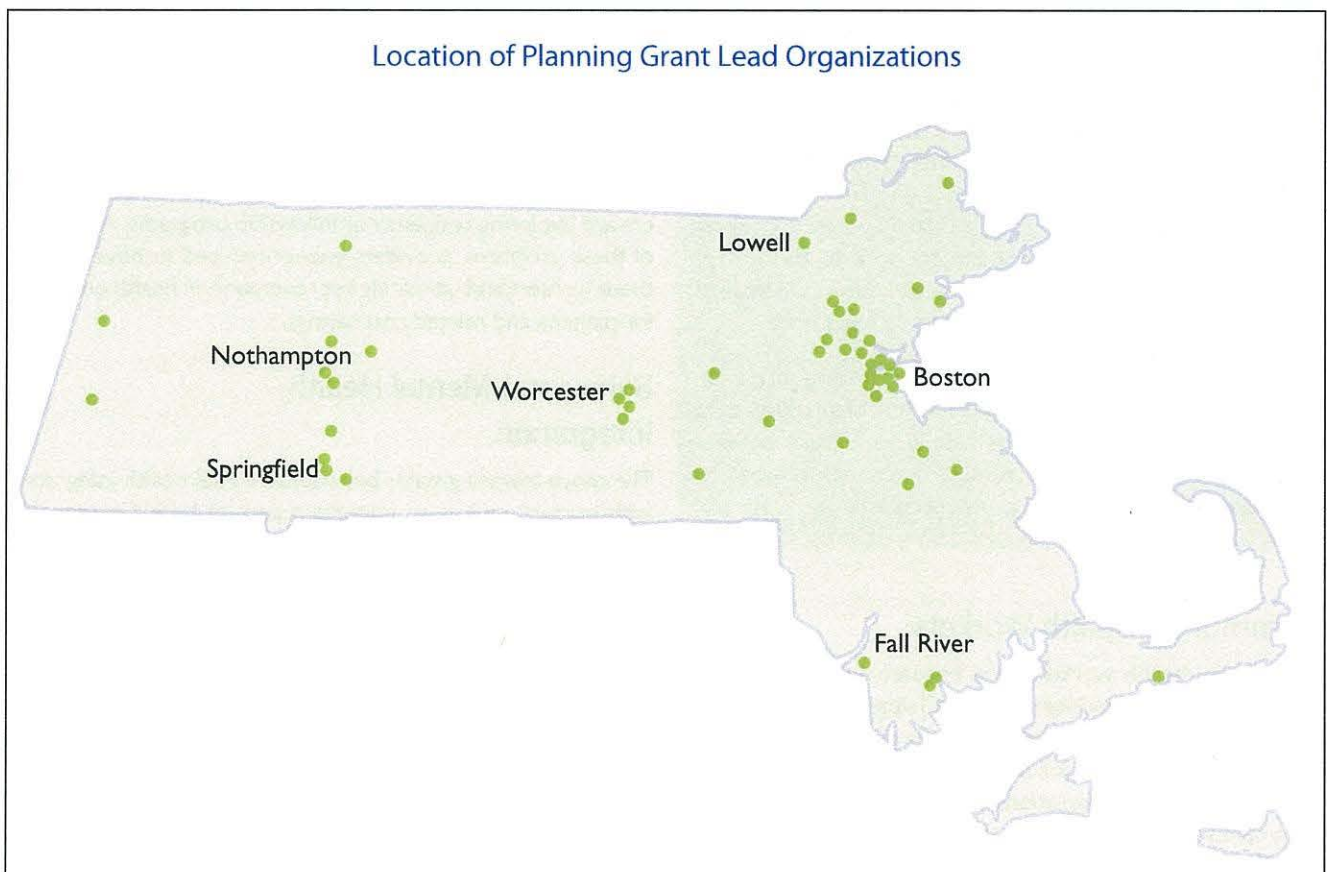 Location of Planning Grant Lead Organizations
Lowell
Nothampton
Worcester
Boston
Springfield
Fall River